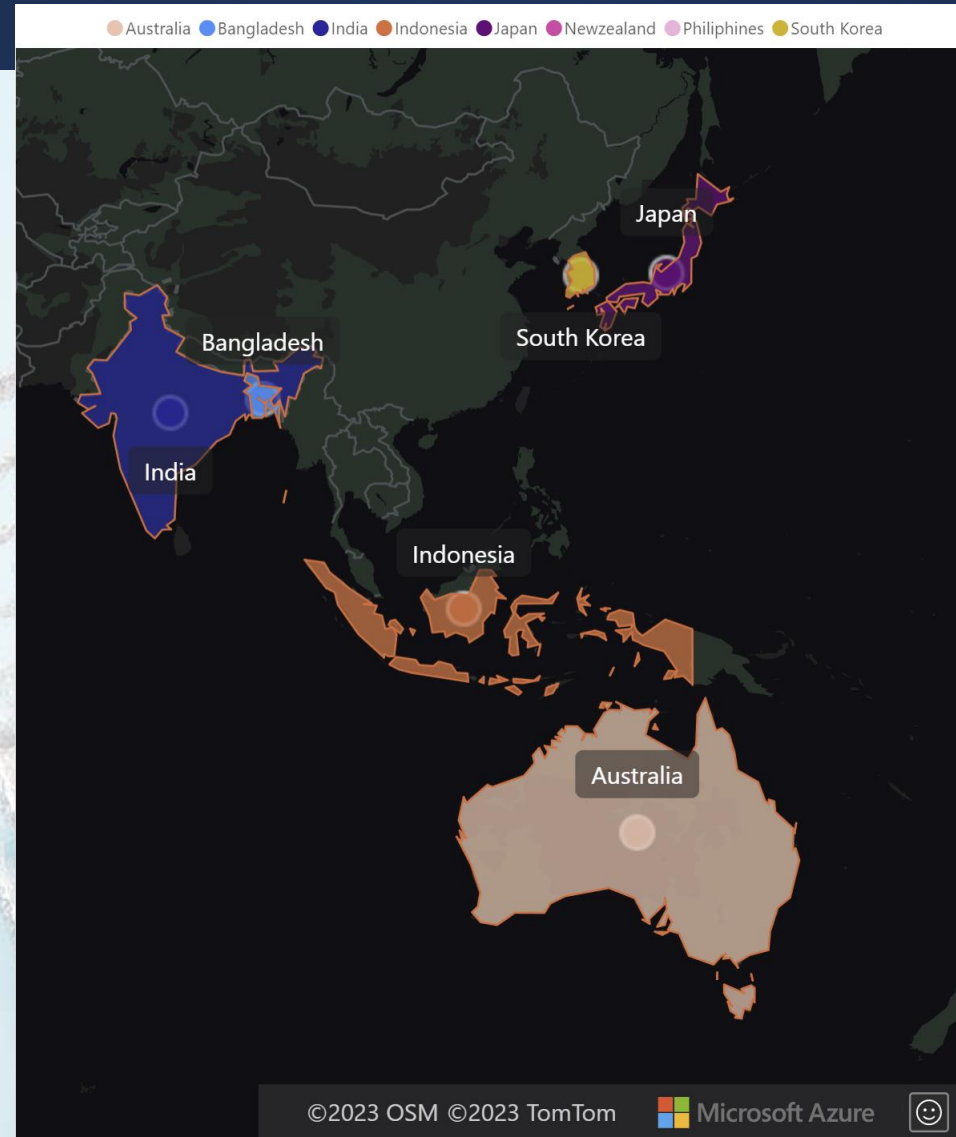 Australia Bangladesh India Indonesia Japan Newzealand Philiphines South Korea
Japan
South Korea
Bangladesh
India
Indonesia
Australia
©2023 OSM ©2023 TomTom Microsoft Azure